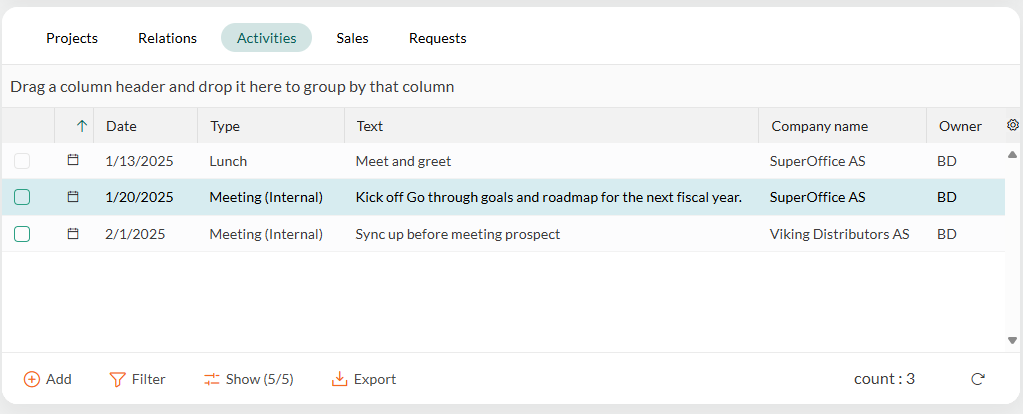 Projects Relations Activities Sales Requests
Drag a column header and drop it here to group by that column
Date Type Text Company name Owner
1/13/2025 Lunch Meet and greet SuperOffice AS BD
1/20/2025 Meeting (Internal) Kick off Go through goals and roadmap for the next fiscal year. SuperOffice AS BD
2/1/2025 Meeting (Internal) Sync up before meeting prospect Viking Distributors AS BD
Add Filter Show (5/5) Export count : 3